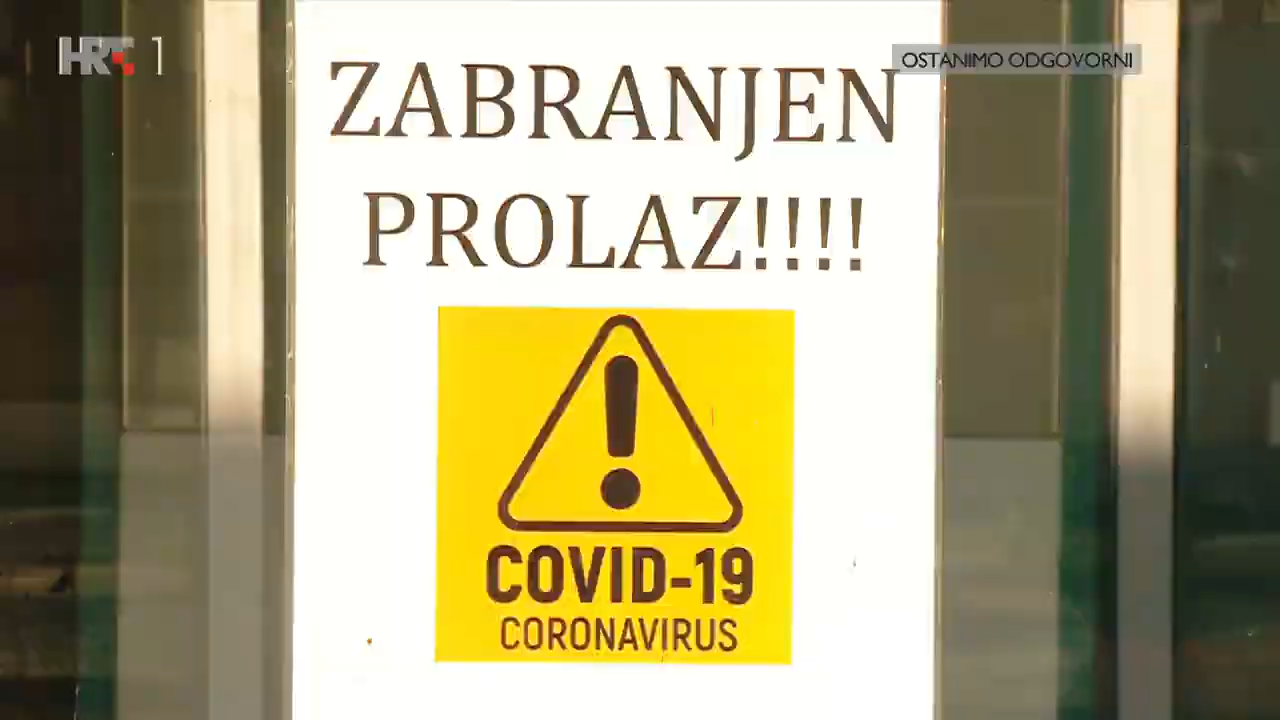 HRT 1
OSTANIMO ODGOVORNI
ZABRANJEN
PROLAZ!!!!
COVID-19
CORONAVIRUS